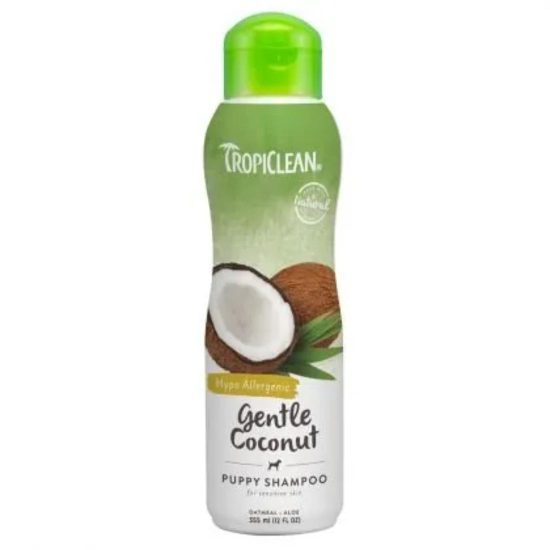 TROPICLEAN
natural
Hypo Allergenic
Gentle
Coconut
PUPPY SHAMPOO
for sensitive skin
OATMEAL • ALOE
355 ml (12 FL OZ)